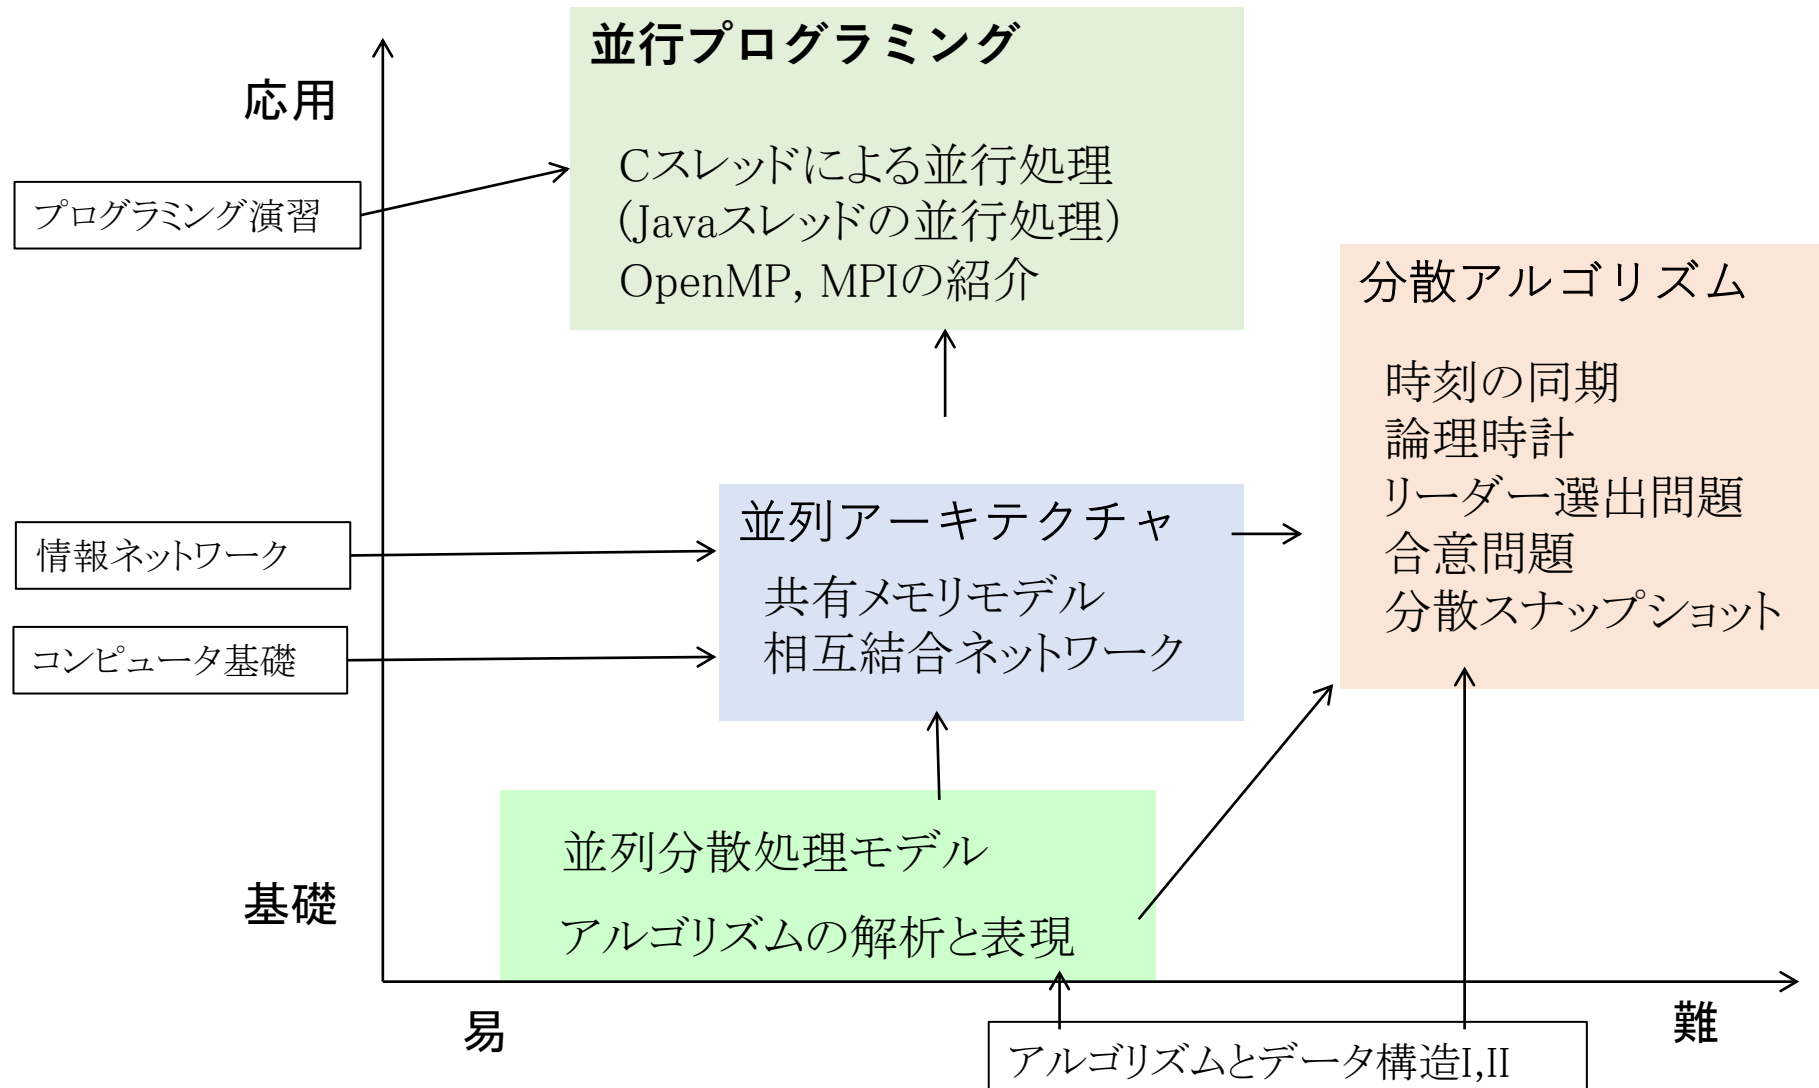 並行プログラミング
応用
Cスレッドによる並行処理
(Javaスレッドの並行処理)
OpenMP, MPIの紹介
プログラミング演習
分散アルゴリズム
時刻の同期
論理時計
リーダー選出問題
合意問題
分散スナップショット
並列アーキテクチャ
共有メモリモデル
相互結合ネットワーク
情報ネットワーク
コンピュータ基礎
並列分散処理モデル
アルゴリズムの解析と表現
基礎
易
難
アルゴリズムとデータ構造I,II